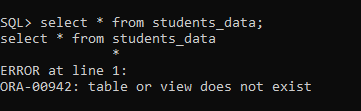 SQL> select * from students_data;
select * from students_data
              *
ERROR at line 1:
ORA-00942: table or view does not exist